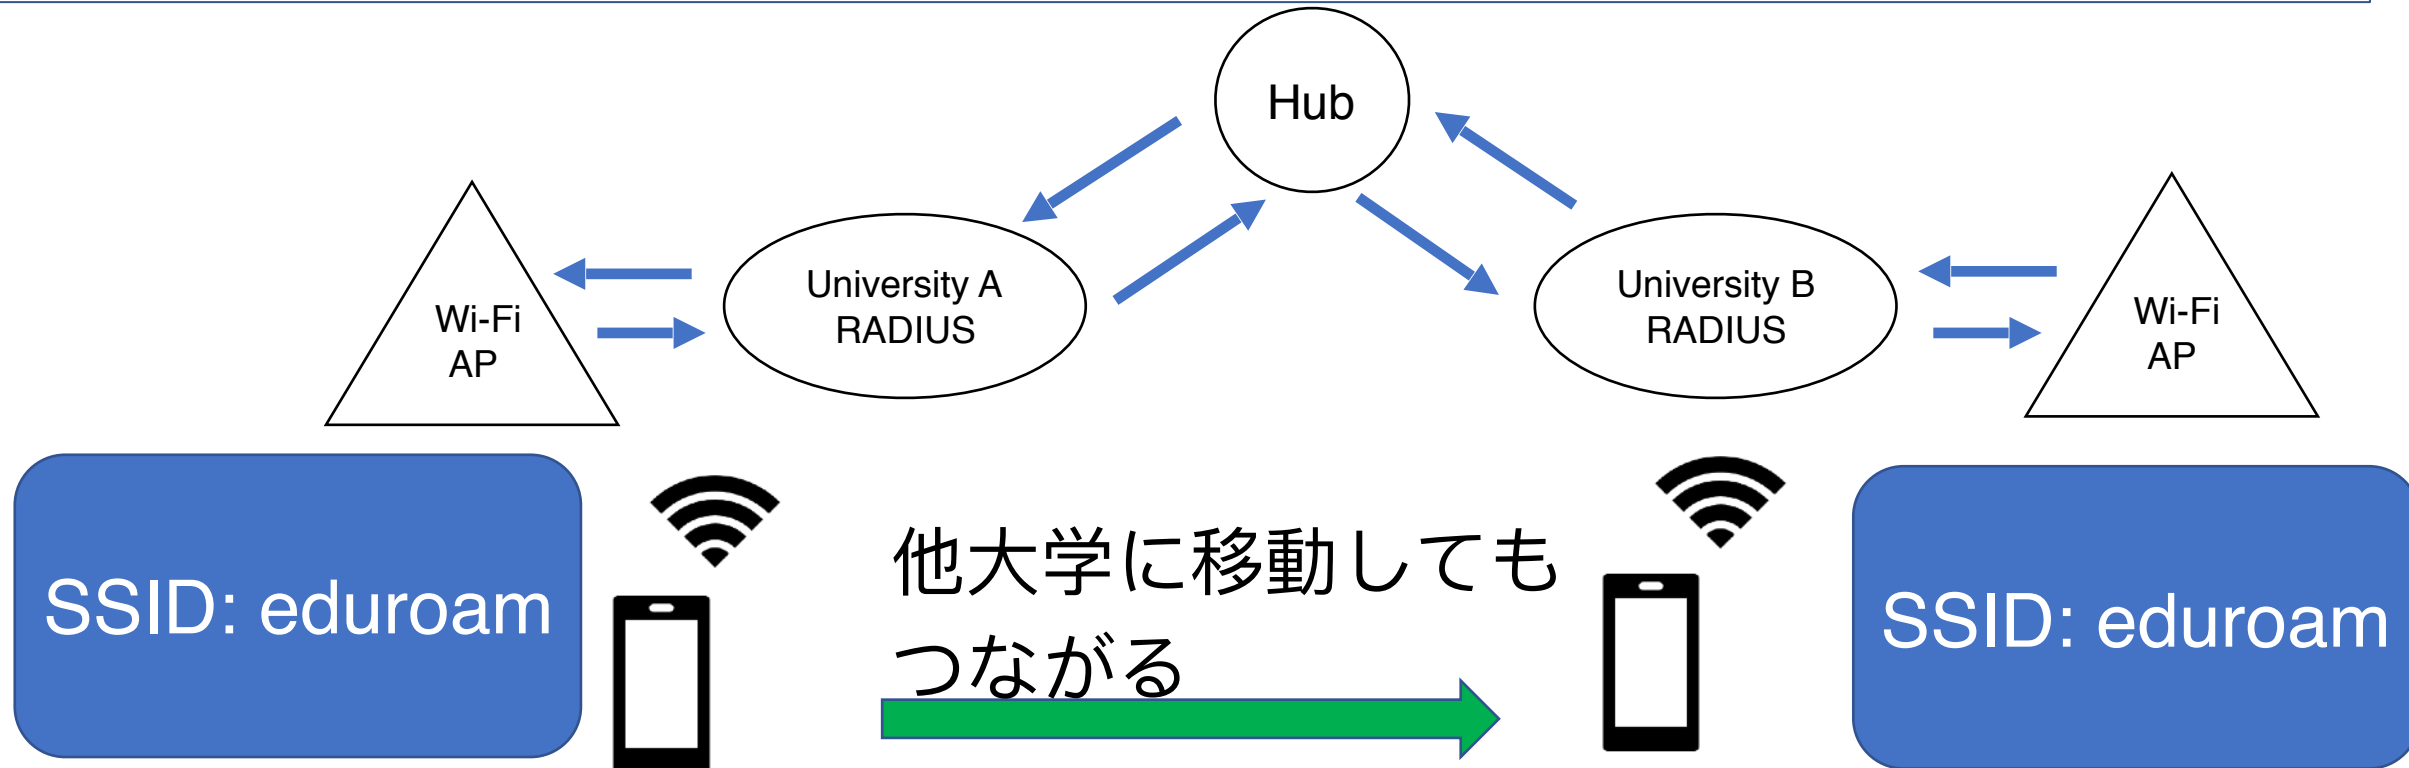 Hub
Wi-Fi
AP
University A
RADIUS
University B
RADIUS
Wi-Fi
AP
SSID: eduroam
他大学に移動しても
つながる
SSID: eduroam